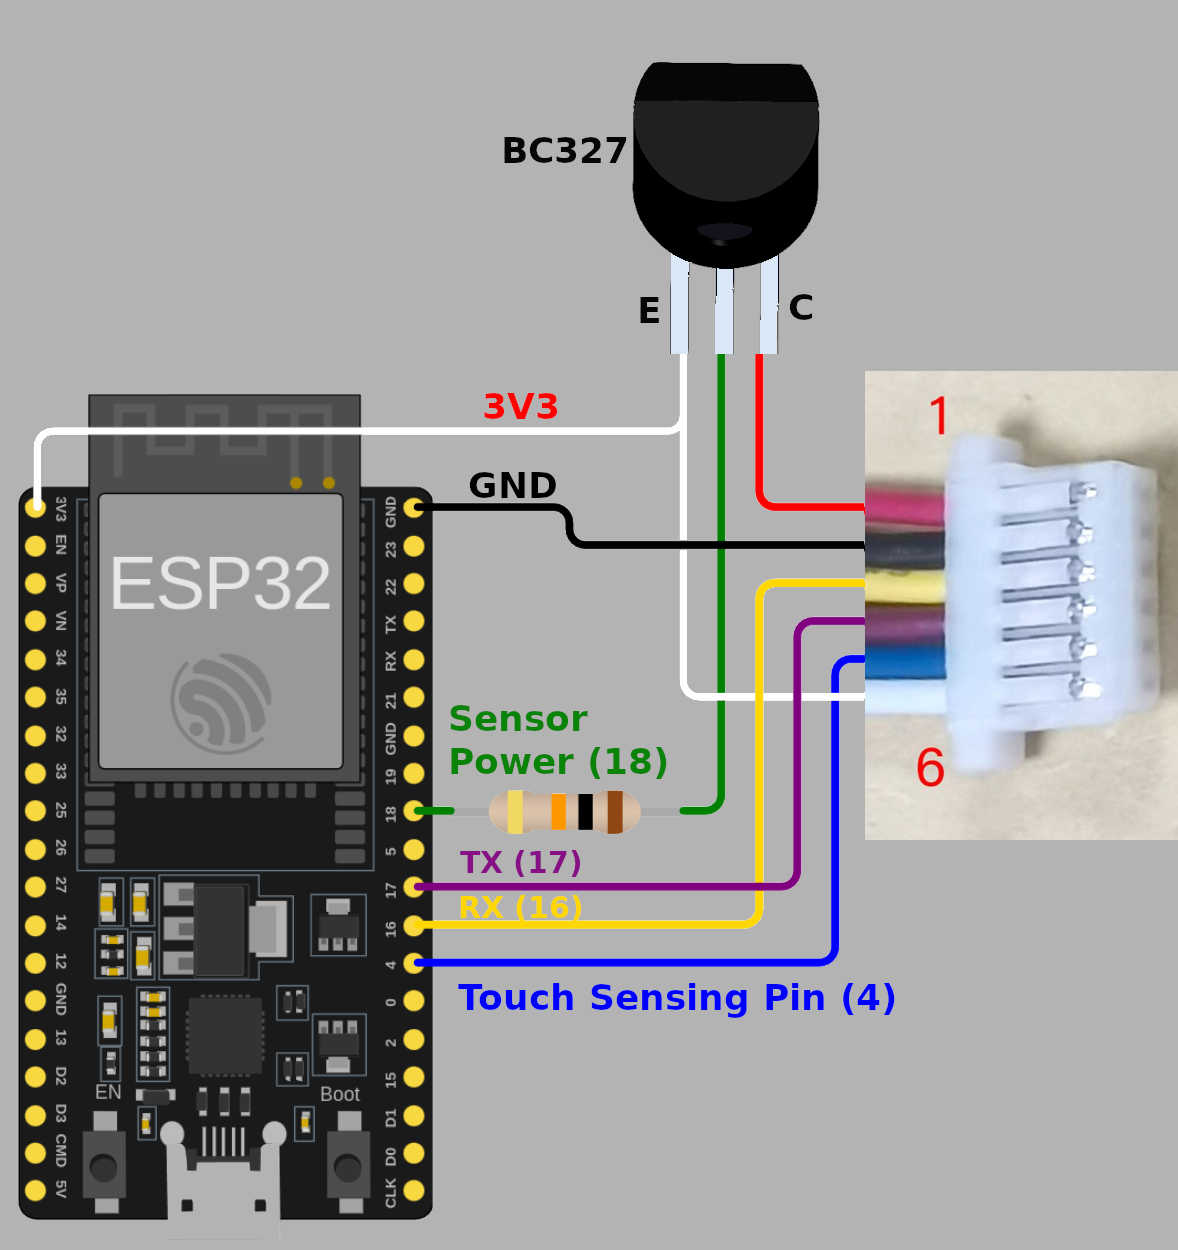 BC327
E
C
1
3V3
GND
ESP32
3V3
EN
VP
VN
34
35
32
33
25
26
27
14
12
GND
13
D2
D3
CMD
5V
GND
23
22
TX
RX
21
GND
19
18
5
17
16
4
0
2
15
D1
D0
CLK
Sensor
Power (18)
6
TX (17)
RX (16)
Touch Sensing Pin (4)
EN
Boot